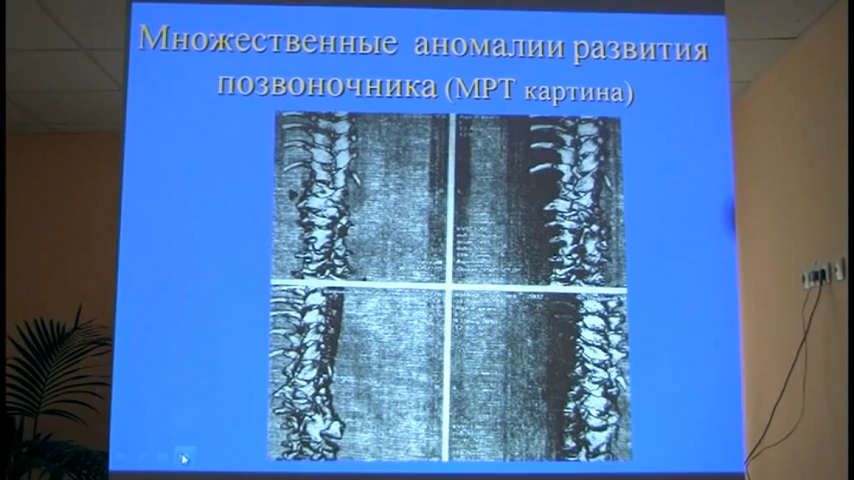 Множественные аномалии развития
позвоночника (МРТ картина)